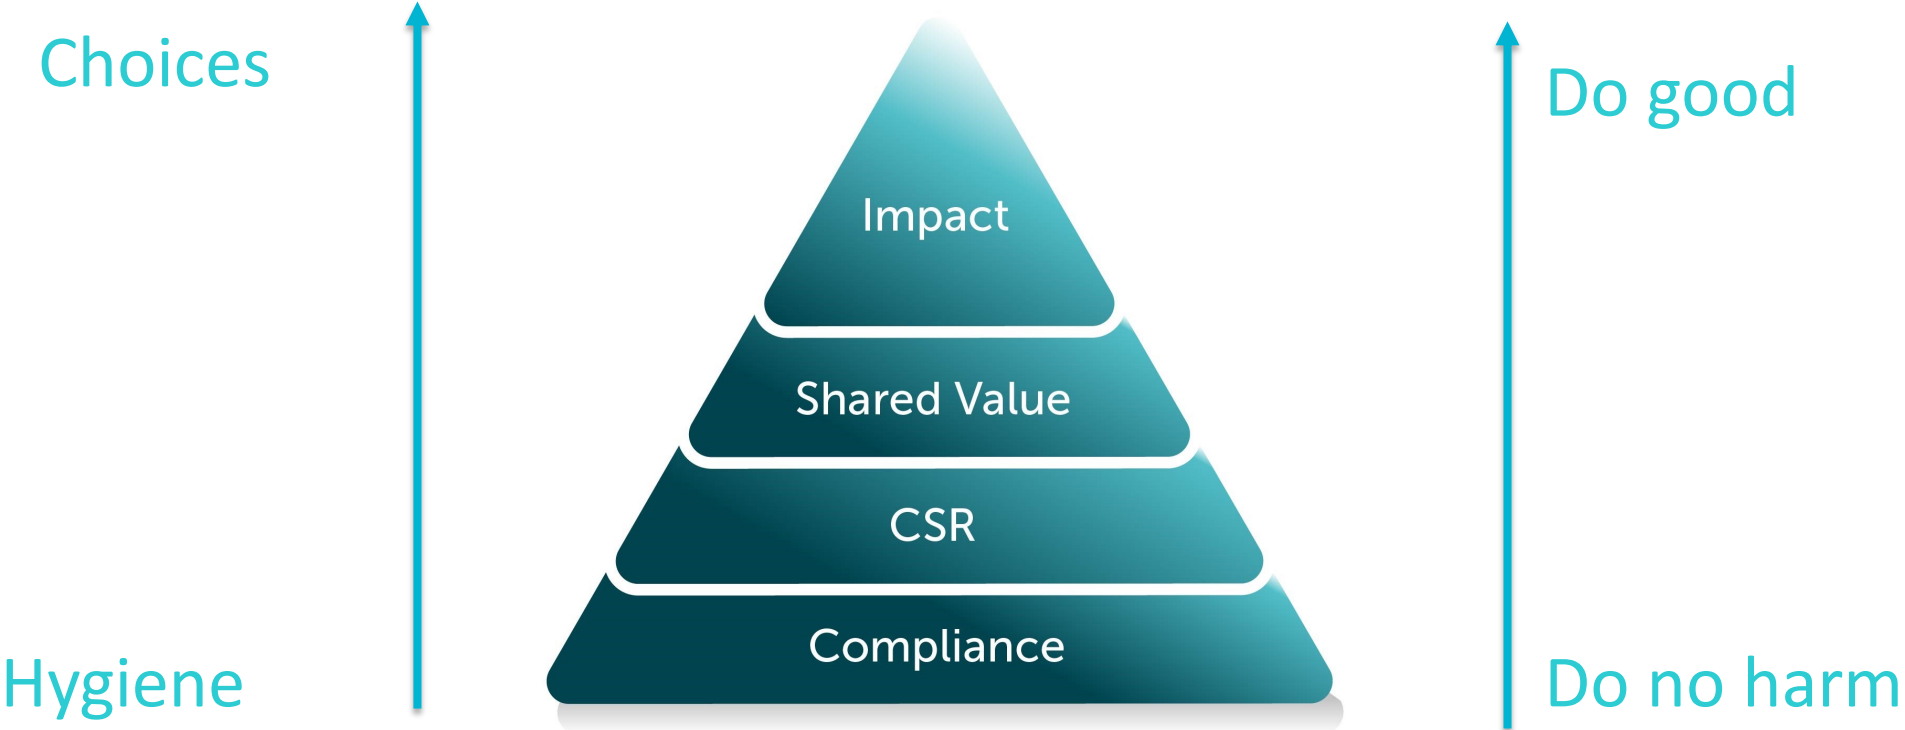 Choices
Do good
Impact
Shared Value
CSR
Compliance
Hygiene
Do no harm